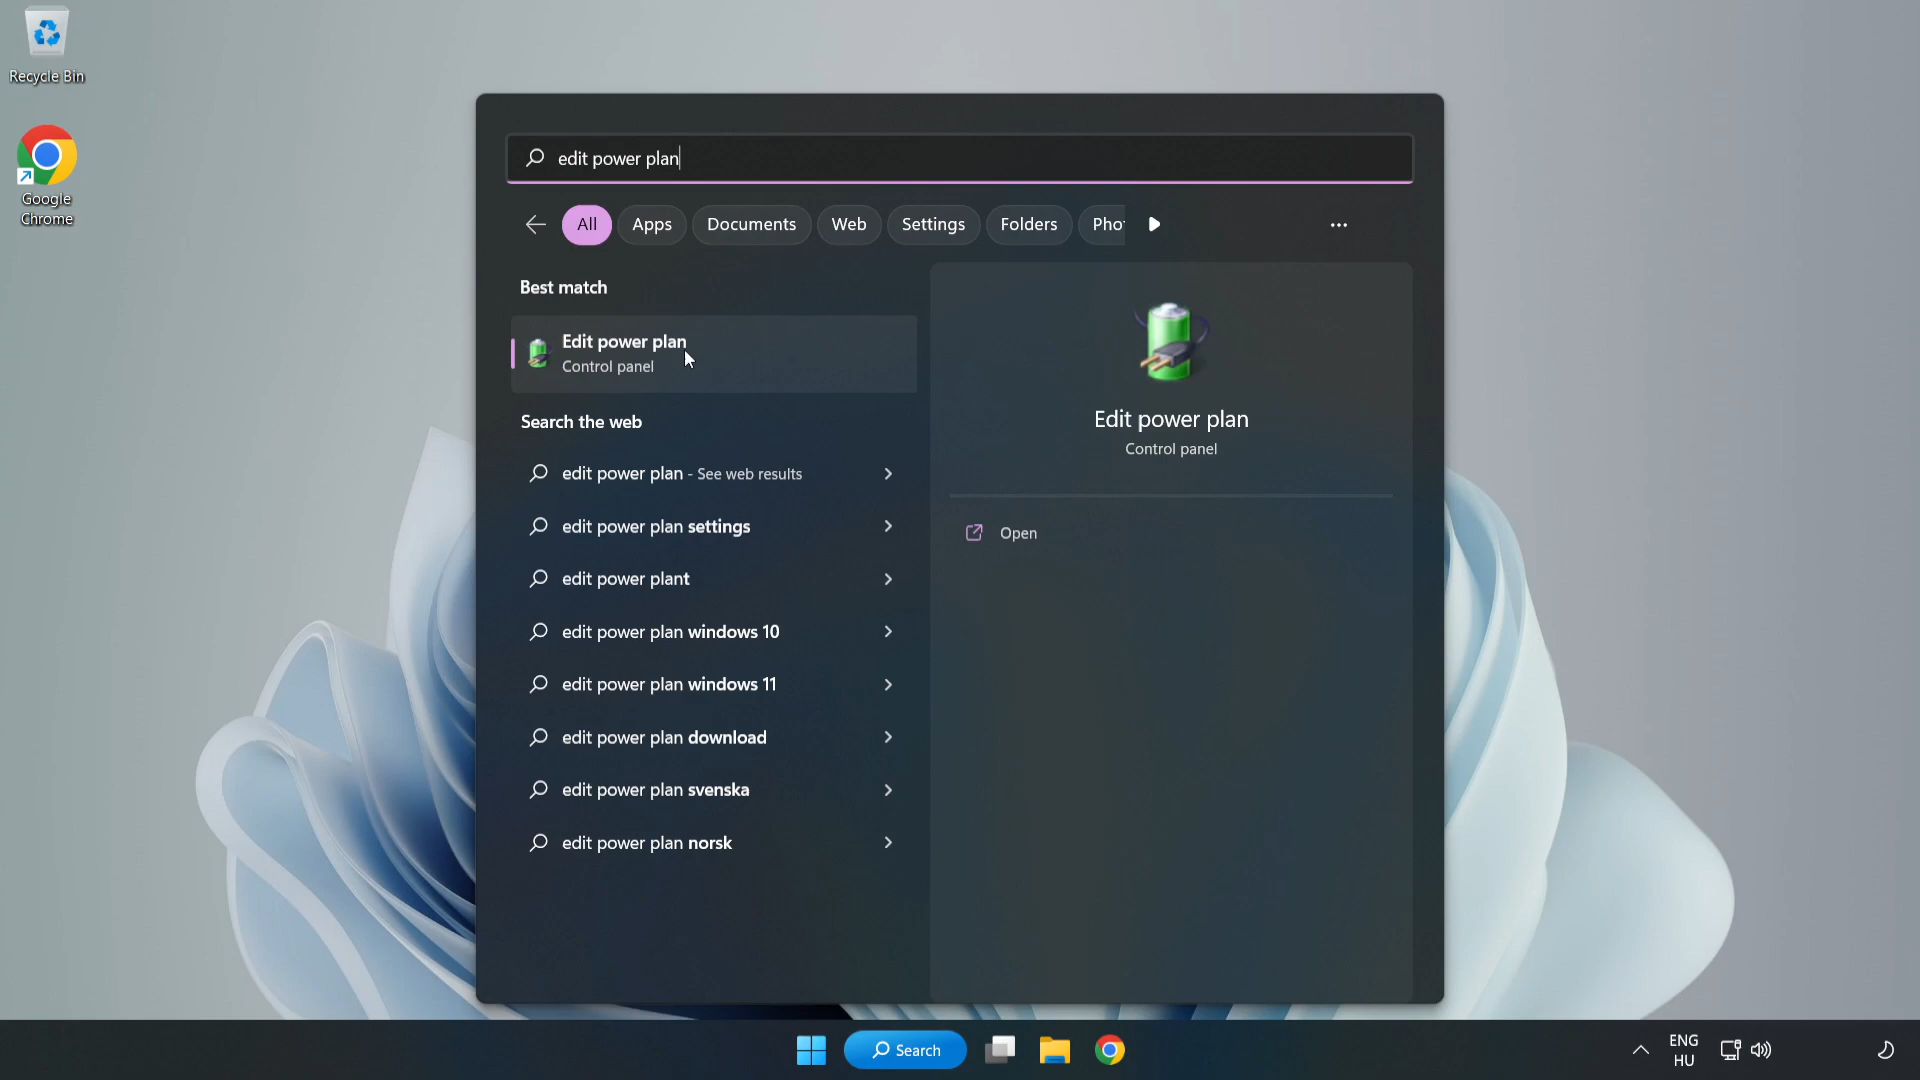 Recycle Bin
Google
Chrome
edit power plan
All
Apps
Documents
Web
Settings
Folders
Pho
Best match
Edit power plan
Control panel
Search the web
edit power plan - See web results
edit power plan settings
edit power plant
edit power plan windows 10
edit power plan windows 11
edit power plan download
edit power plan svenska
edit power plan norsk
Edit power plan
Control panel
Open
Search
ENG
HU